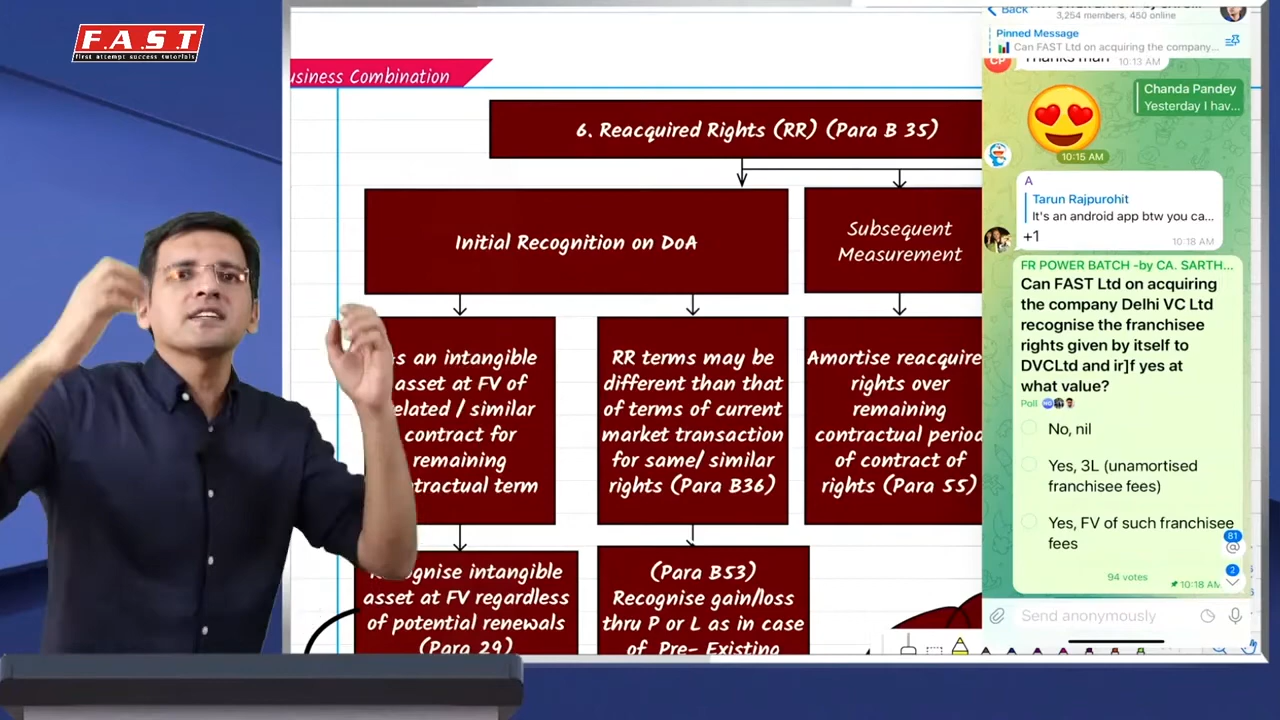 F.A.S.T
first attempt success tutorials
usiness Combination
6. Reacquired Rights (RR) (Para B 35)
Initial Recognition on DoA
Subsequent
Measurement
an intangible
asset at FV of
related / similar
contract for
remaining
contractual term
RR terms may be
different than that
of terms of current
market transaction
for same/ similar
rights (Para B36)
Amortise reacquire
rights over
remaining
contractual period
of contract of
rights (Para 55)
Recognise intangible
asset at FV regardless
of potential renewals
(Para 29)
(Para B53)
Recognise gain/loss
thru P or L as in case
of Pre- Existing
Back
3,254 members, 450 online
Pinned Message
Can FAST Ltd on acquiring the company...
CP
Thanks man
10:13 AM
Chanda Pandey
Yesterday I hav...
10:15 AM
A
Tarun Rajpurohit
It's an android app btw you ca...
+1
10:18 AM
FR POWER BATCH -by CA. SARTH...
Can FAST Ltd on acquiring
the company Delhi VC Ltd
recognise the franchisee
rights given by itself to
DVCLtd and ir]f yes at
what value?
Poll
No, nil
Yes, 3L (unamortised
franchisee fees)
Yes, FV of such franchisee
fees
81
2
94 votes
10:18 AM
Send anonymously